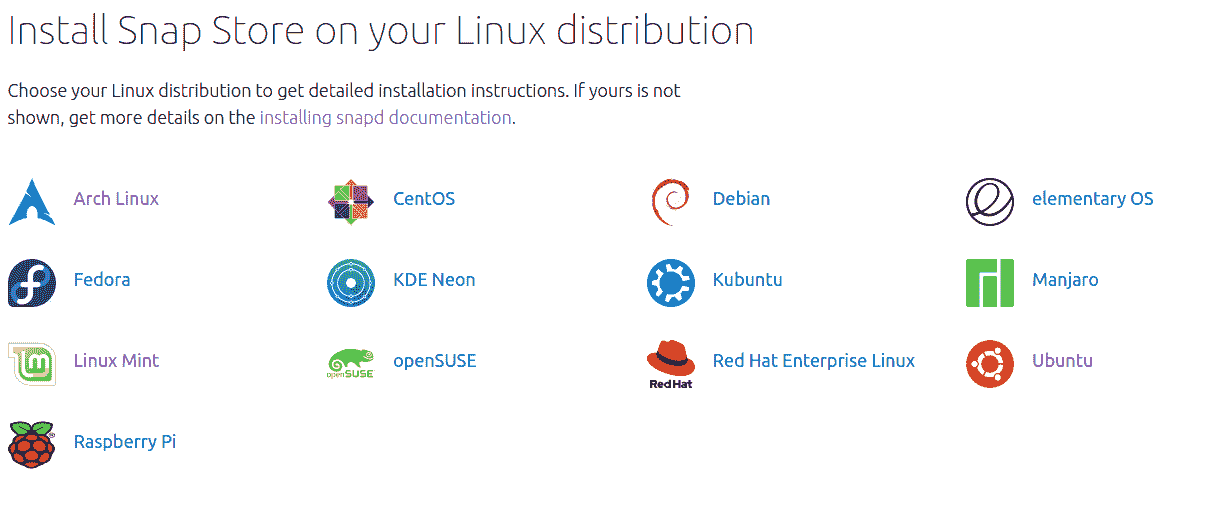 Install Snap Store on your Linux distribution
Choose your Linux distribution to get detailed installation instructions. If yours is not
shown, get more details on the installing snapd documentation.
Arch Linux
CentOS
Debian
elementary OS
Fedora
KDE Neon
Kubuntu
Manjaro
Linux Mint
openSUSE
openSUSE
Red Hat
Red Hat Enterprise Linux
Ubuntu
Raspberry Pi